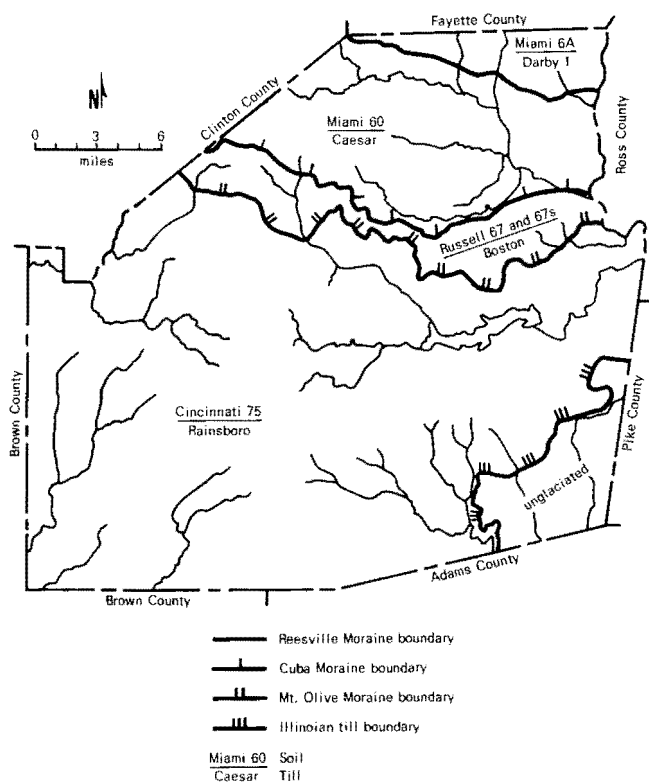 Fayette County
Miami 6A
Darby 1
N
Clinton County
0 3 6
miles
Miami 60
Caesar
Ross County
Russell 67 and 67s
Boston
Brown County
Cincinnati 75
Rainsboro
Pike County
unglaciated
Adams County
Brown County
Reesville Moraine boundary
Cuba Moraine boundary
Mt. Olive Moraine boundary
Illinoian till boundary
Miami 60 Soil
Caesar Till